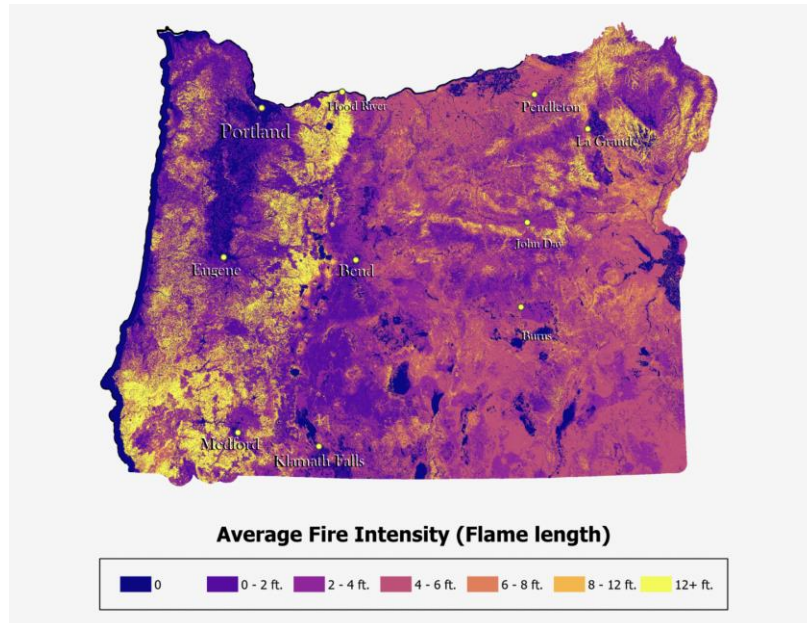 Hood River
Portland
Pendleton
La Grande
John Day
Eugene
Bend
Burns
Medford
Klamath Falls
Average Fire Intensity (Flame length)
0 0 - 2 ft. 2 - 4 ft. 4 - 6 ft. 6 - 8 ft. 8 - 12 ft. 12+ ft.